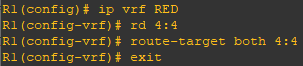 R1(config)# ip vrf RED
R1(config-vrf)# rd 4:4
R1(config-vrf)# route-target both 4:4
R1(config-vrf)# exit